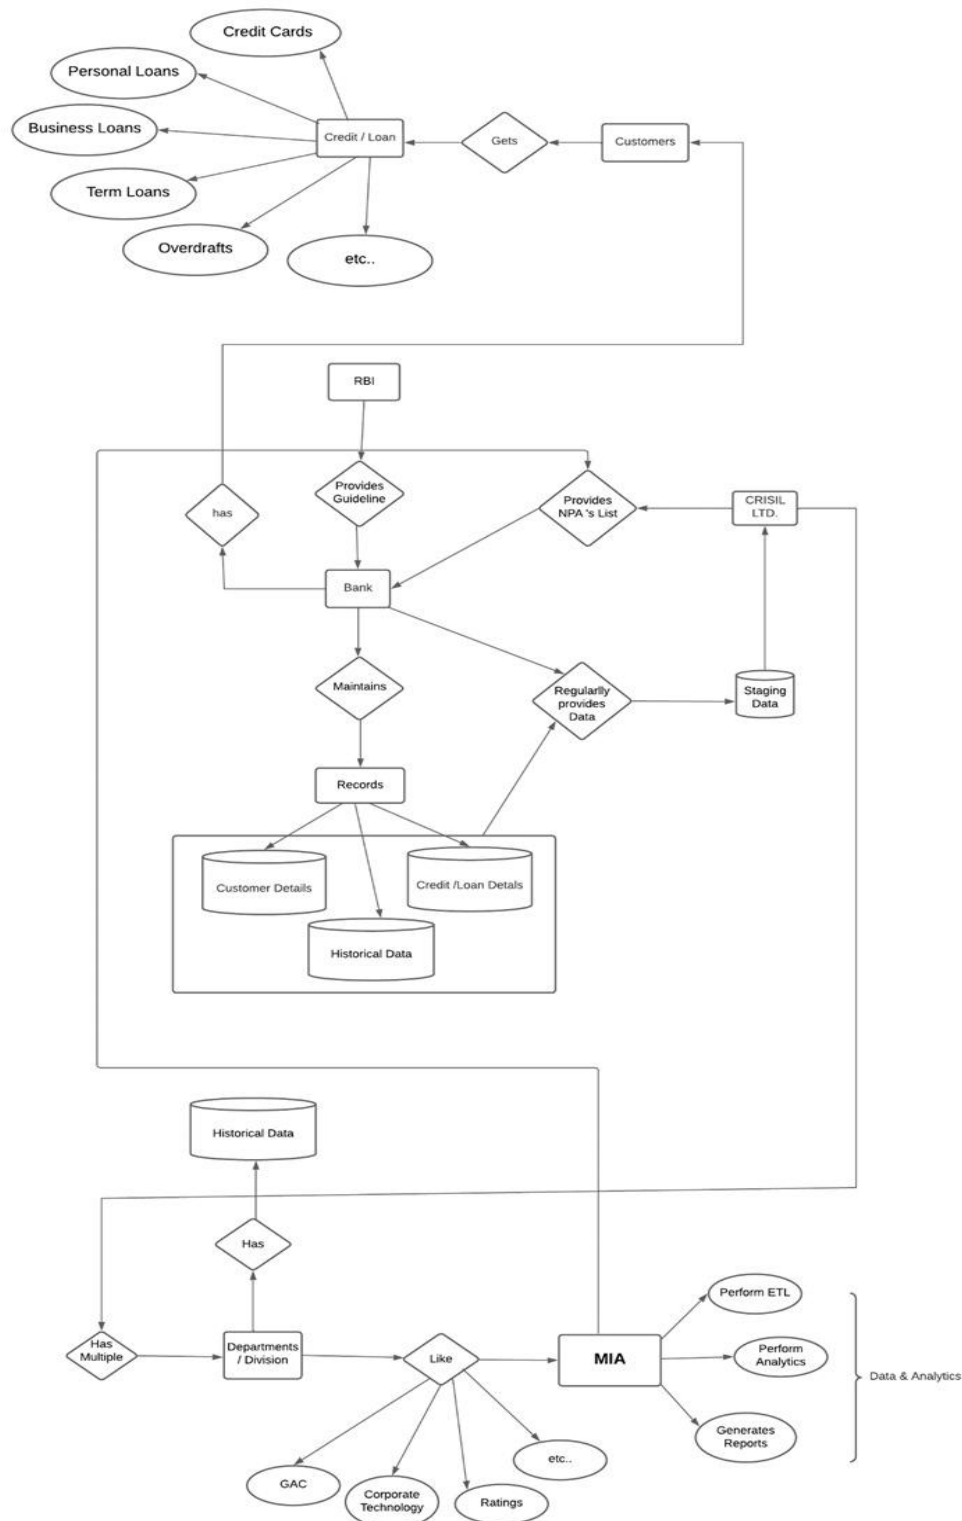 Credit Cards
Personal Loans
Business Loans
Credit / Loan
Gets
Customers
Term Loans
Overdrafts
etc..
RBI
Provides
Guideline
has
Provides
NPA 's List
CRISIL
LTD.
Bank
Maintains
Regularlly
provides
Data
Staging
Data
Records
Customer Details
Credit /Loan Detals
Historical Data
Historical Data
Has
Has
Multiple
Departments
/ Division
Like
MIA
Perform ETL
Perform
Analytics
Generates
Reports
Data & Analytics
GAC
Corporate
Technology
Ratings
etc..